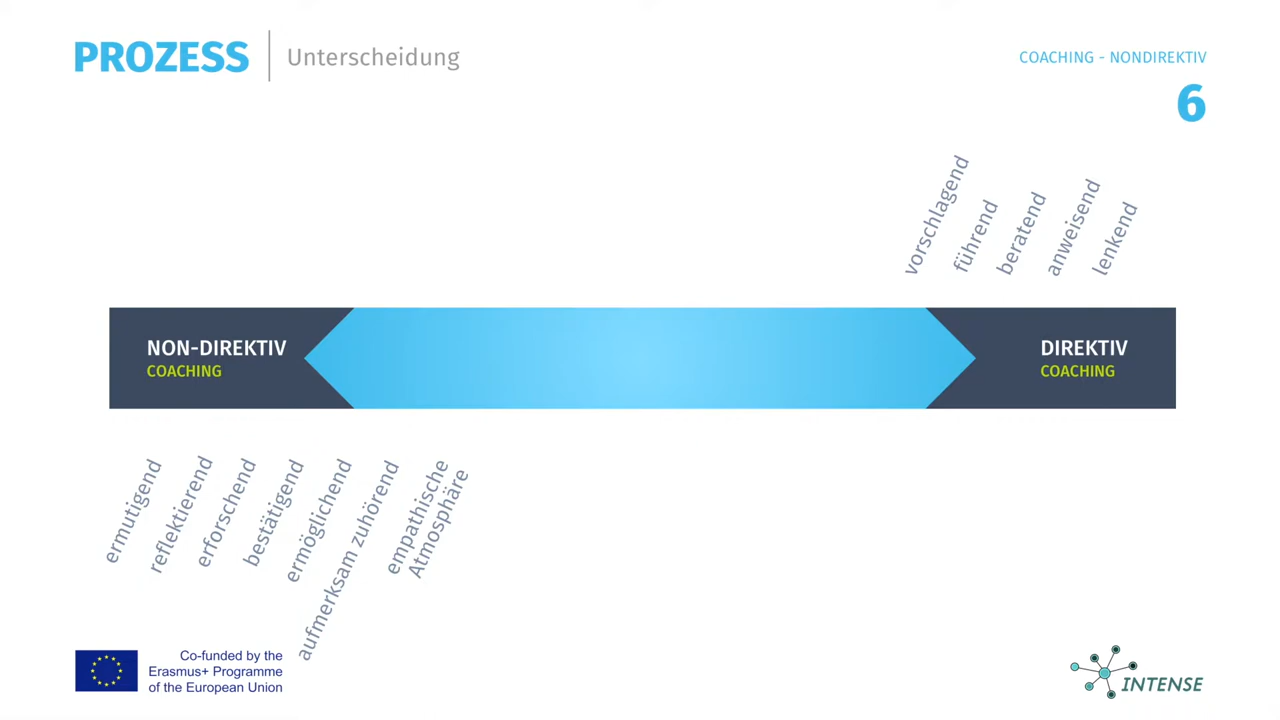 PROZESS
Unterscheidung
COACHING - NONDIREKTIV
6
vorschlagend
führend
beratend
anweisend
lenkend
NON-DIREKTIV
COACHING
DIREKTIV
COACHING
ermutigend
reflektierend
erforschend
bestätigend
ermöglichend
aufmerksam zuhörend
empathische
Atmosphäre
Co-funded by the
Erasmus+ Programme
of the European Union
INTENSE